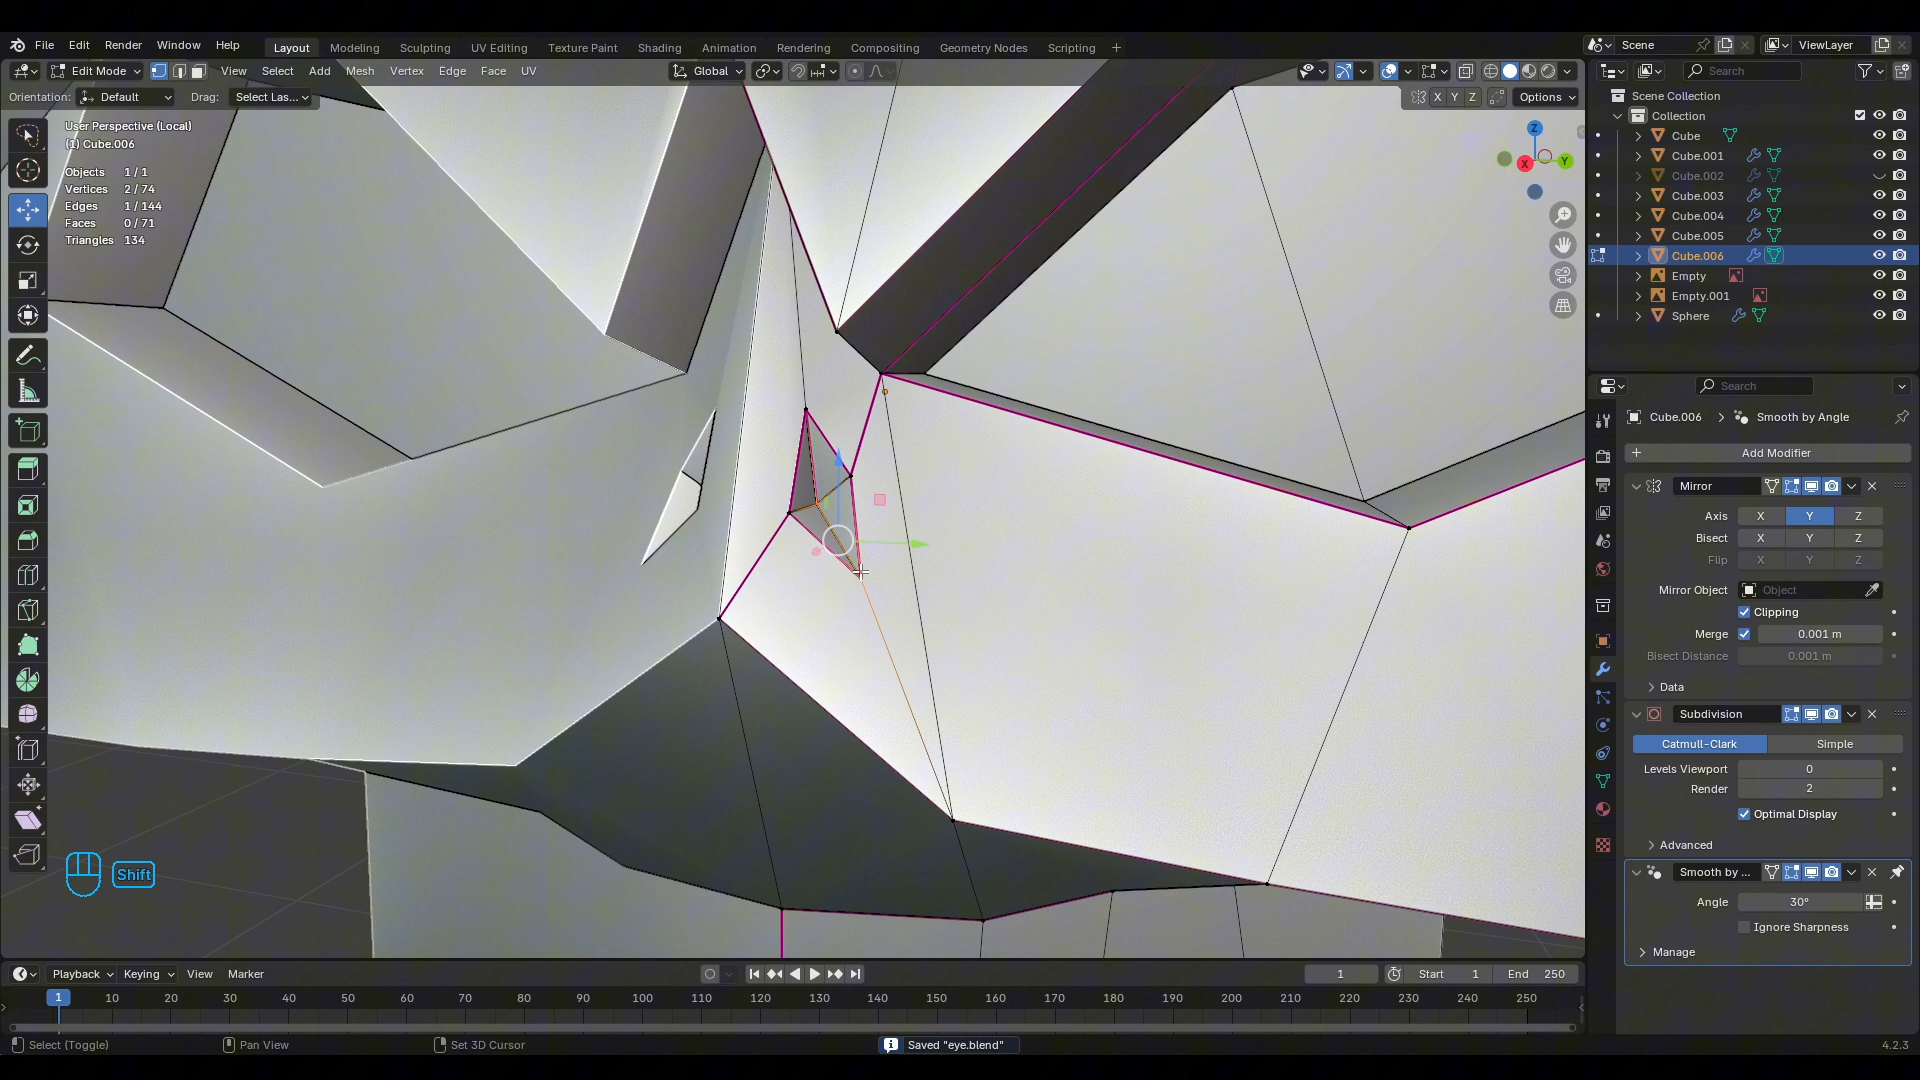 File Edit Render Window Help Layout Modeling Sculpting UV Editing Texture Paint Shading Animation Rendering Compositing Geometry Nodes Scripting + Scene ViewLayer
Edit Mode View Select Add Mesh Vertex Edge Face UV Global Search
Orientation: Default Drag: Select Las... X Y Z Options
Scene Collection
Collection
Cube
Cube.001
Cube.002
Cube.003
Cube.004
Cube.005
Cube.006
Empty
Empty.001
Sphere
User Perspective (Local)
(1) Cube.006
Objects 1 / 1
Vertices 2 / 74
Edges 1 / 144
Faces 0 / 71
Triangles 134
Z
X Y
Search
Cube.006 > Smooth by Angle
+ Add Modifier
Mirror
Axis X Y Z
Bisect X Y Z
Flip X Y Z
Mirror Object Object
Clipping
Merge 0.001 m
Bisect Distance 0.001 m
Data
Subdivision
Catmull-Clark Simple
Levels Viewport 0
Render 2
Optimal Display
Advanced
Smooth by ...
Angle 30°
Ignore Sharpness
Manage
Shift
Playback Keying View Marker 1 Start 1 End 250
1 10 20 30 40 50 60 70 80 90 100 110 120 130 140 150 160 170 180 190 200 210 220 230 240 250
Select (Toggle) Pan View Set 3D Cursor Saved "eye.blend" 4.2.3